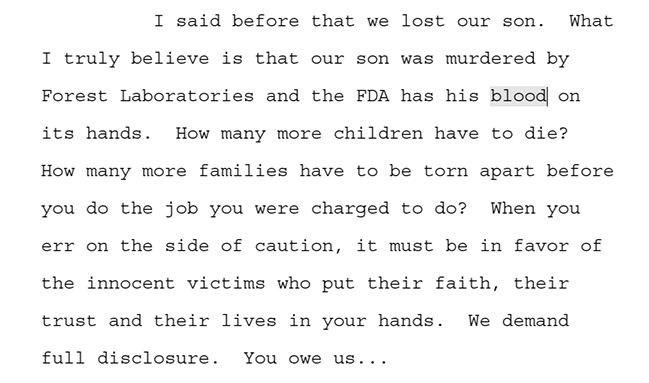 I said before that we lost our son.  What
I truly believe is that our son was murdered by
Forest Laboratories and the FDA has his blood on
its hands.  How many more children have to die?
How many more families have to be torn apart before
you do the job you were charged to do?  When you
err on the side of caution, it must be in favor of
the innocent victims who put their faith, their
trust and their lives in your hands.  We demand
full disclosure.  You owe us...